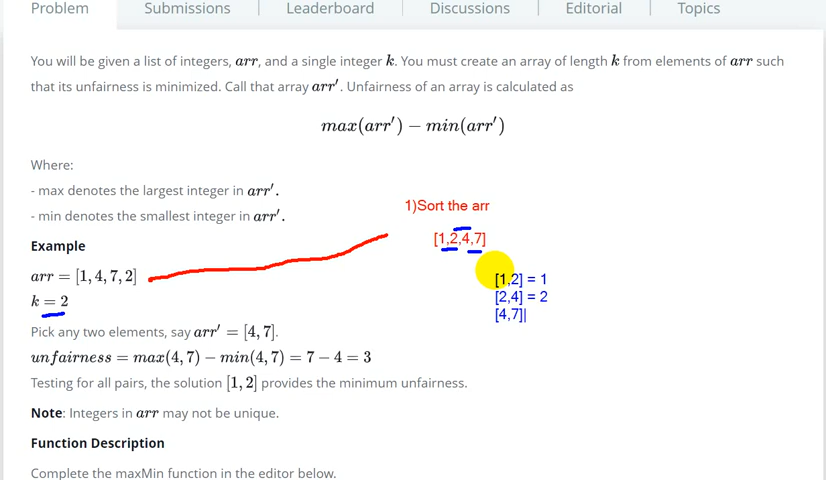 Problem Submissions Leaderboard Discussions Editorial Topics
You will be given a list of integers, arr, and a single integer k. You must create an array of length k from elements of arr such
that its unfairness is minimized. Call that array arr′. Unfairness of an array is calculated as
max(arr′) − min(arr′)
Where:
- max denotes the largest integer in arr′.
- min denotes the smallest integer in arr′.
1)Sort the arr
[1,2,4,7]
Example
arr = [1, 4, 7, 2]
k = 2
[1,2] = 1
[2,4] = 2
[4,7]
Pick any two elements, say arr′ = [4, 7].
unfairness = max(4, 7) − min(4, 7) = 7 − 4 = 3
Testing for all pairs, the solution [1, 2] provides the minimum unfairness.
Note: Integers in arr may not be unique.
Function Description
Complete the maxMin function in the editor below.